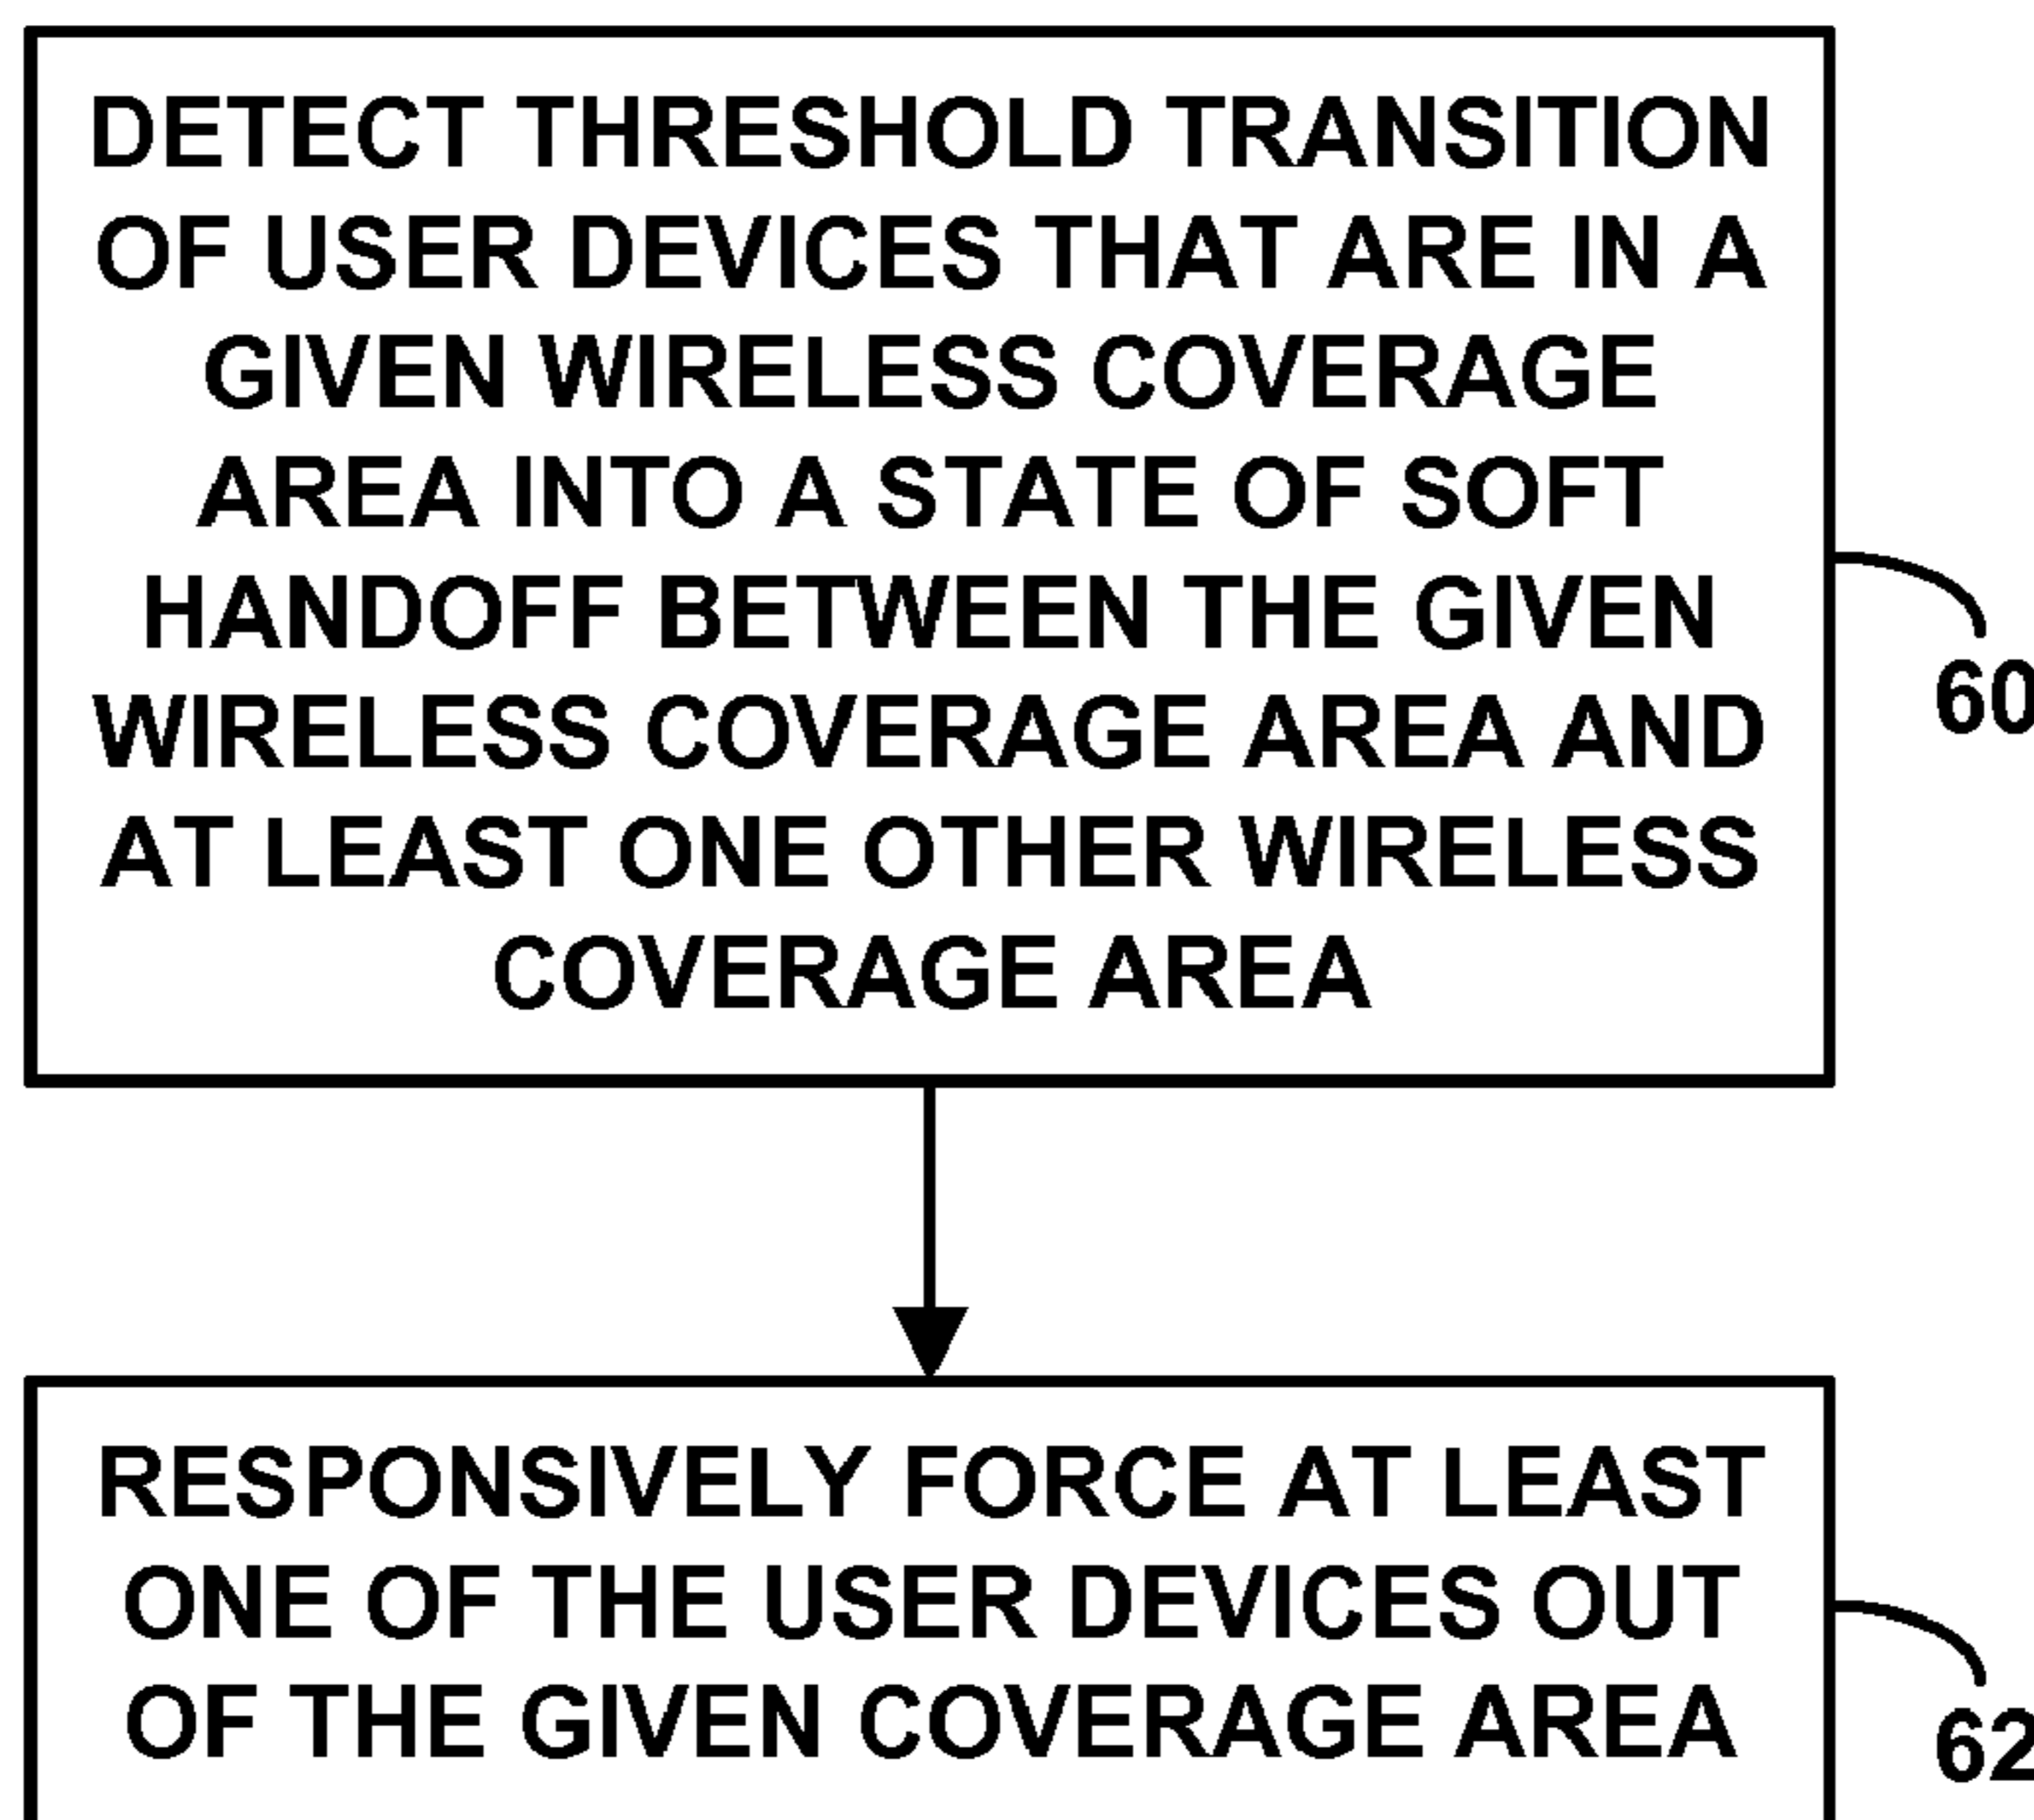 DETECT THRESHOLD TRANSITION
OF USER DEVICES THAT ARE IN A
GIVEN WIRELESS COVERAGE
AREA INTO A STATE OF SOFT
HANDOFF BETWEEN THE GIVEN
WIRELESS COVERAGE AREA AND
AT LEAST ONE OTHER WIRELESS
COVERAGE AREA
60
RESPONSIVELY FORCE AT LEAST
ONE OF THE USER DEVICES OUT
OF THE GIVEN COVERAGE AREA
62